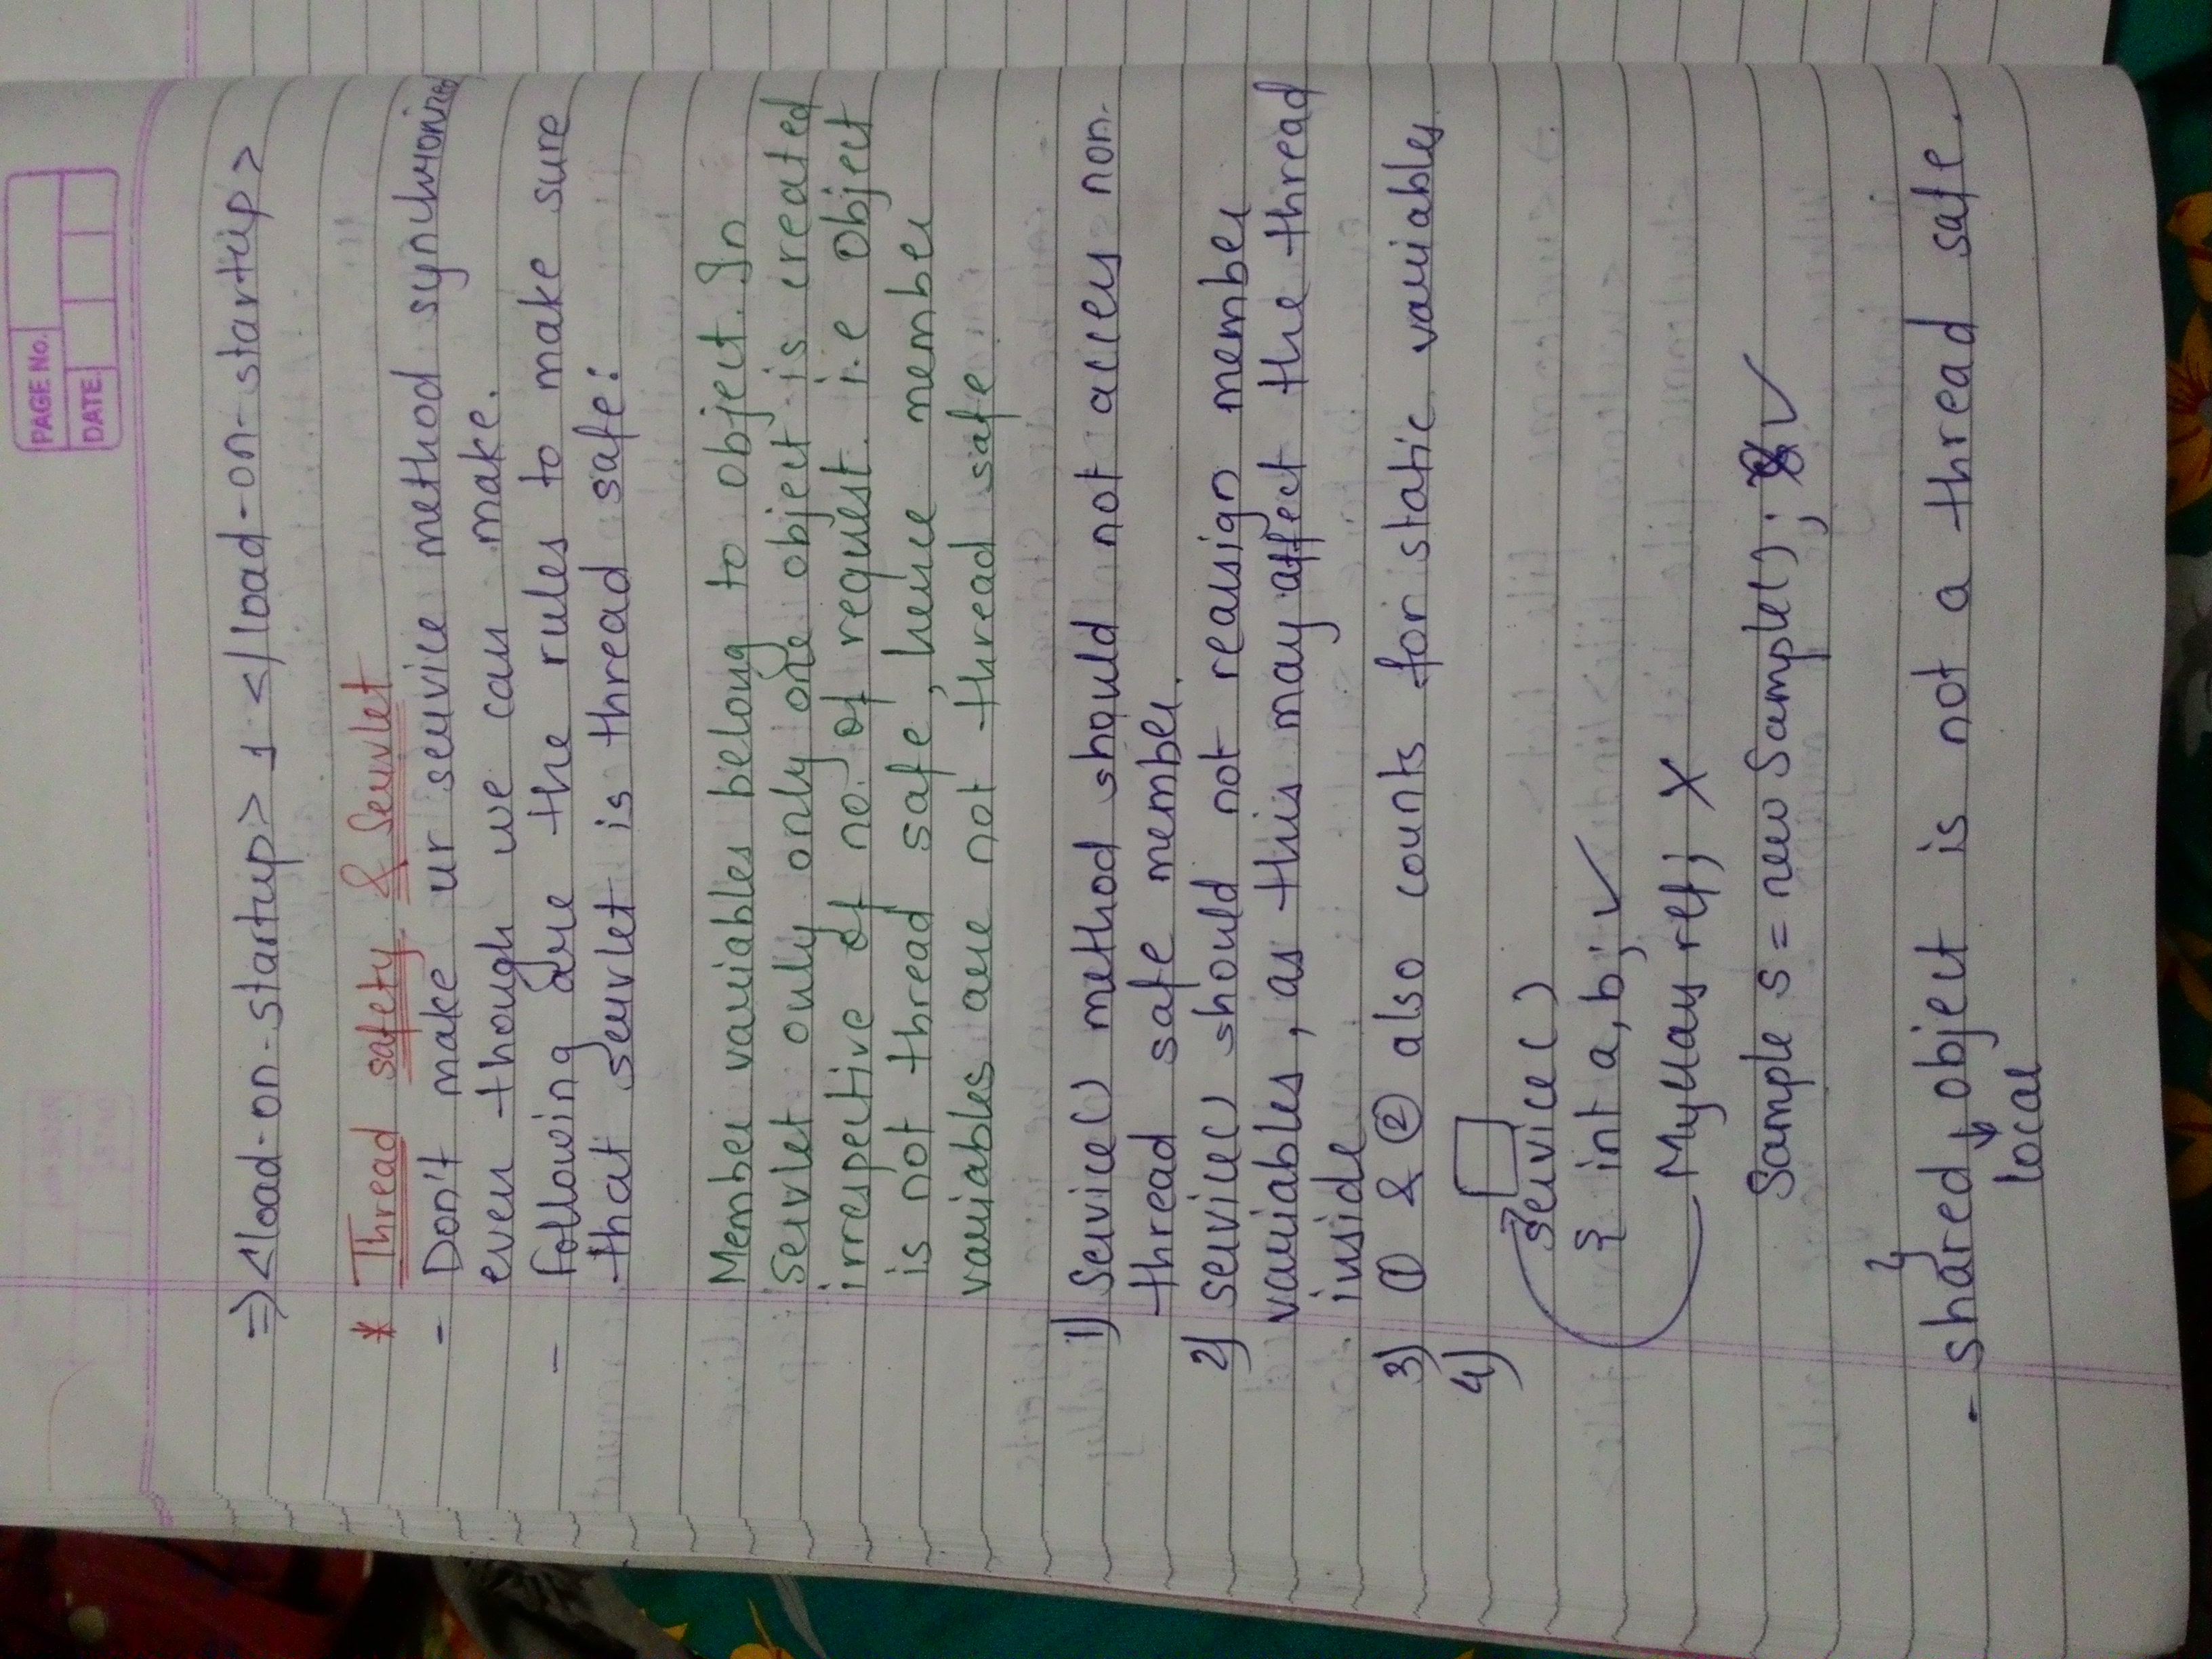 PAGE No.
DATE
⇒ <load-on-startup> 1 </load-on-startup>
* Thread safety & Servlet
- Don't make ur service method synchronized
even though we can make.
- following are the rules to make sure
that servlet is thread safe:
Member variables belong to object. In
servlet only only one object is created
irrespective of no. of request. i.e object
is not thread safe, hence member
variables are not thread safe
1) Service() method should not access non-
thread safe member.
2) service() should not reassign member
variables, as this may affect the thread
inside
3) ① & ② also counts for static variables
4)
service()
{ int a, b; ✓
ref; X
Sample s = new Sample(); ✓
}
- shared object is not a thread safe.
local